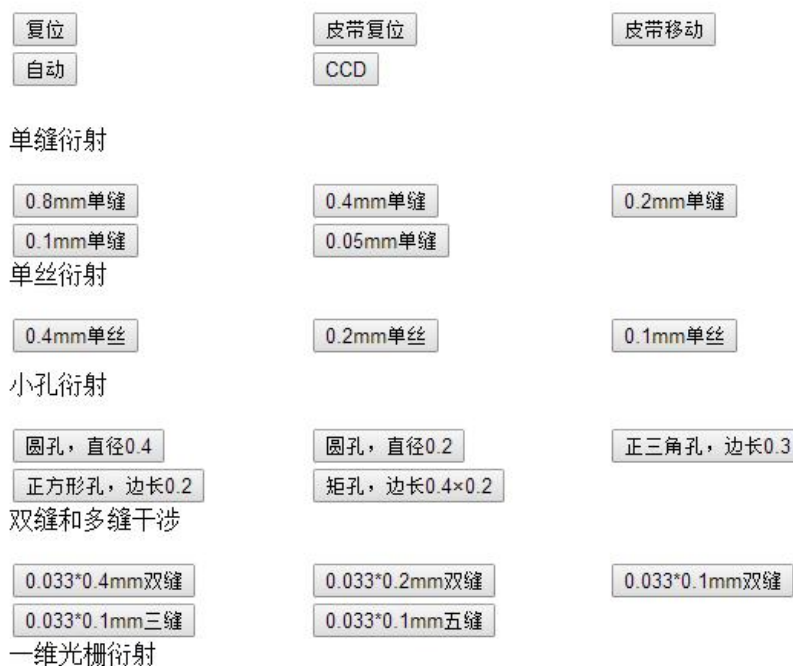 复位 皮带复位 皮带移动
自动 CCD
单缝衍射
0.8mm单缝 0.4mm单缝 0.2mm单缝
0.1mm单缝 0.05mm单缝
单丝衍射
0.4mm单丝 0.2mm单丝 0.1mm单丝
小孔衍射
圆孔，直径0.4 圆孔，直径0.2 正三角孔，边长0.3
正方形孔，边长0.2 矩孔，边长0.4×0.2
双缝和多缝干涉
0.033*0.4mm双缝 0.033*0.2mm双缝 0.033*0.1mm双缝
0.033*0.1mm三缝 0.033*0.1mm五缝
一维光栅衍射